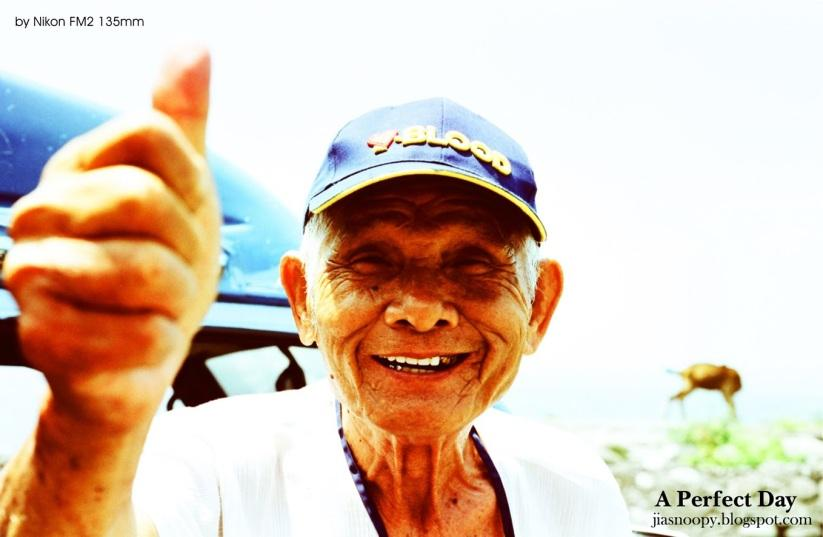 by Nikon FM2 135mm
BLOOD
A Perfect Day
jiasnoopy.blogspot.com